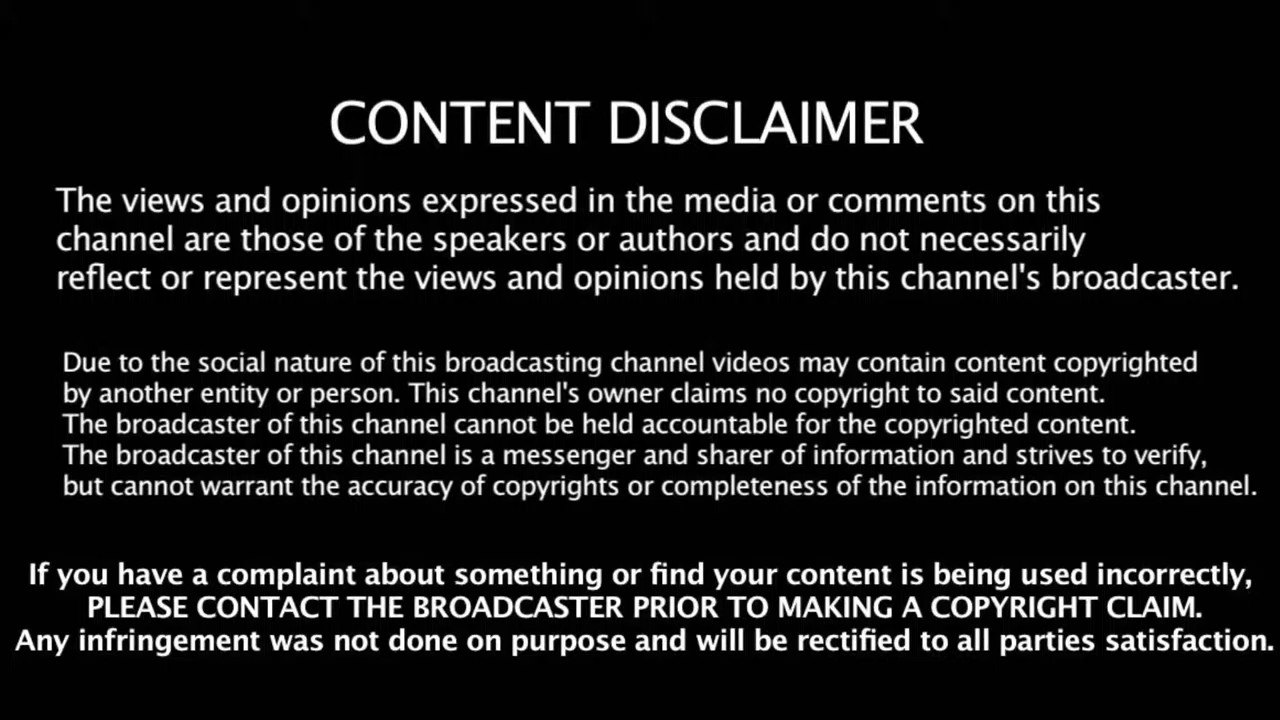 CONTENT DISCLAIMER
The views and opinions expressed in the media or comments on this
channel are those of the speakers or authors and do not necessarily
reflect or represent the views and opinions held by this channel's broadcaster.
Due to the social nature of this broadcasting channel videos may contain content copyrighted
by another entity or person. This channel's owner claims no copyright to said content.
The broadcaster of this channel cannot be held accountable for the copyrighted content.
The broadcaster of this channel is a messenger and sharer of information and strives to verify,
but cannot warrant the accuracy of copyrights or completeness of the information on this channel.
If you have a complaint about something or find your content is being used incorrectly,
PLEASE CONTACT THE BROADCASTER PRIOR TO MAKING A COPYRIGHT CLAIM.
Any infringement was not done on purpose and will be rectified to all parties satisfaction.